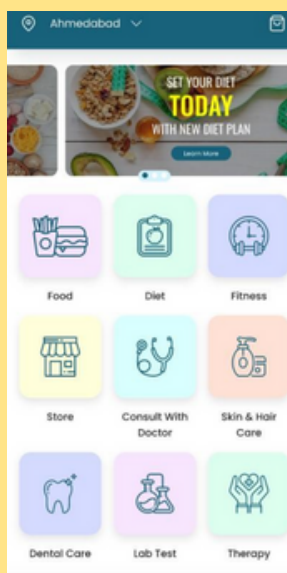 Ahmedabad
SET YOUR DIET
TODAY
WITH NEW DIET PLAN
Learn More
Food
Diet
Fitness
Store
Consult With
Doctor
Skin & Hair
Care
Dental Care
Lab Test
Therapy